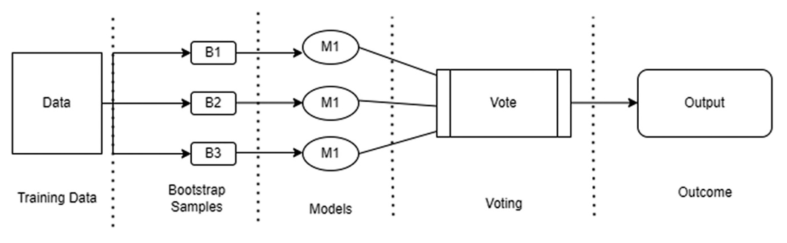 B1
M1
Data
B2
M1
Vote
Output
B3
M1
Training Data
Bootstrap
Samples
Models
Voting
Outcome